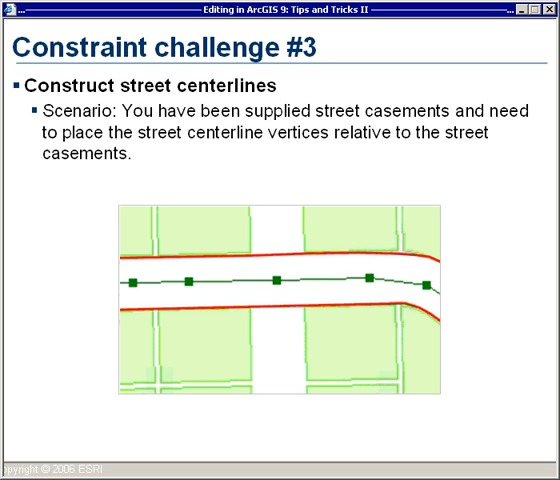 Editing in ArcGIS 9: Tips and Tricks II
Constraint challenge #3
Construct street centerlines
Scenario: You have been supplied street casements and need
to place the street centerline vertices relative to the street
casements.
opyright © 2006 ESRI